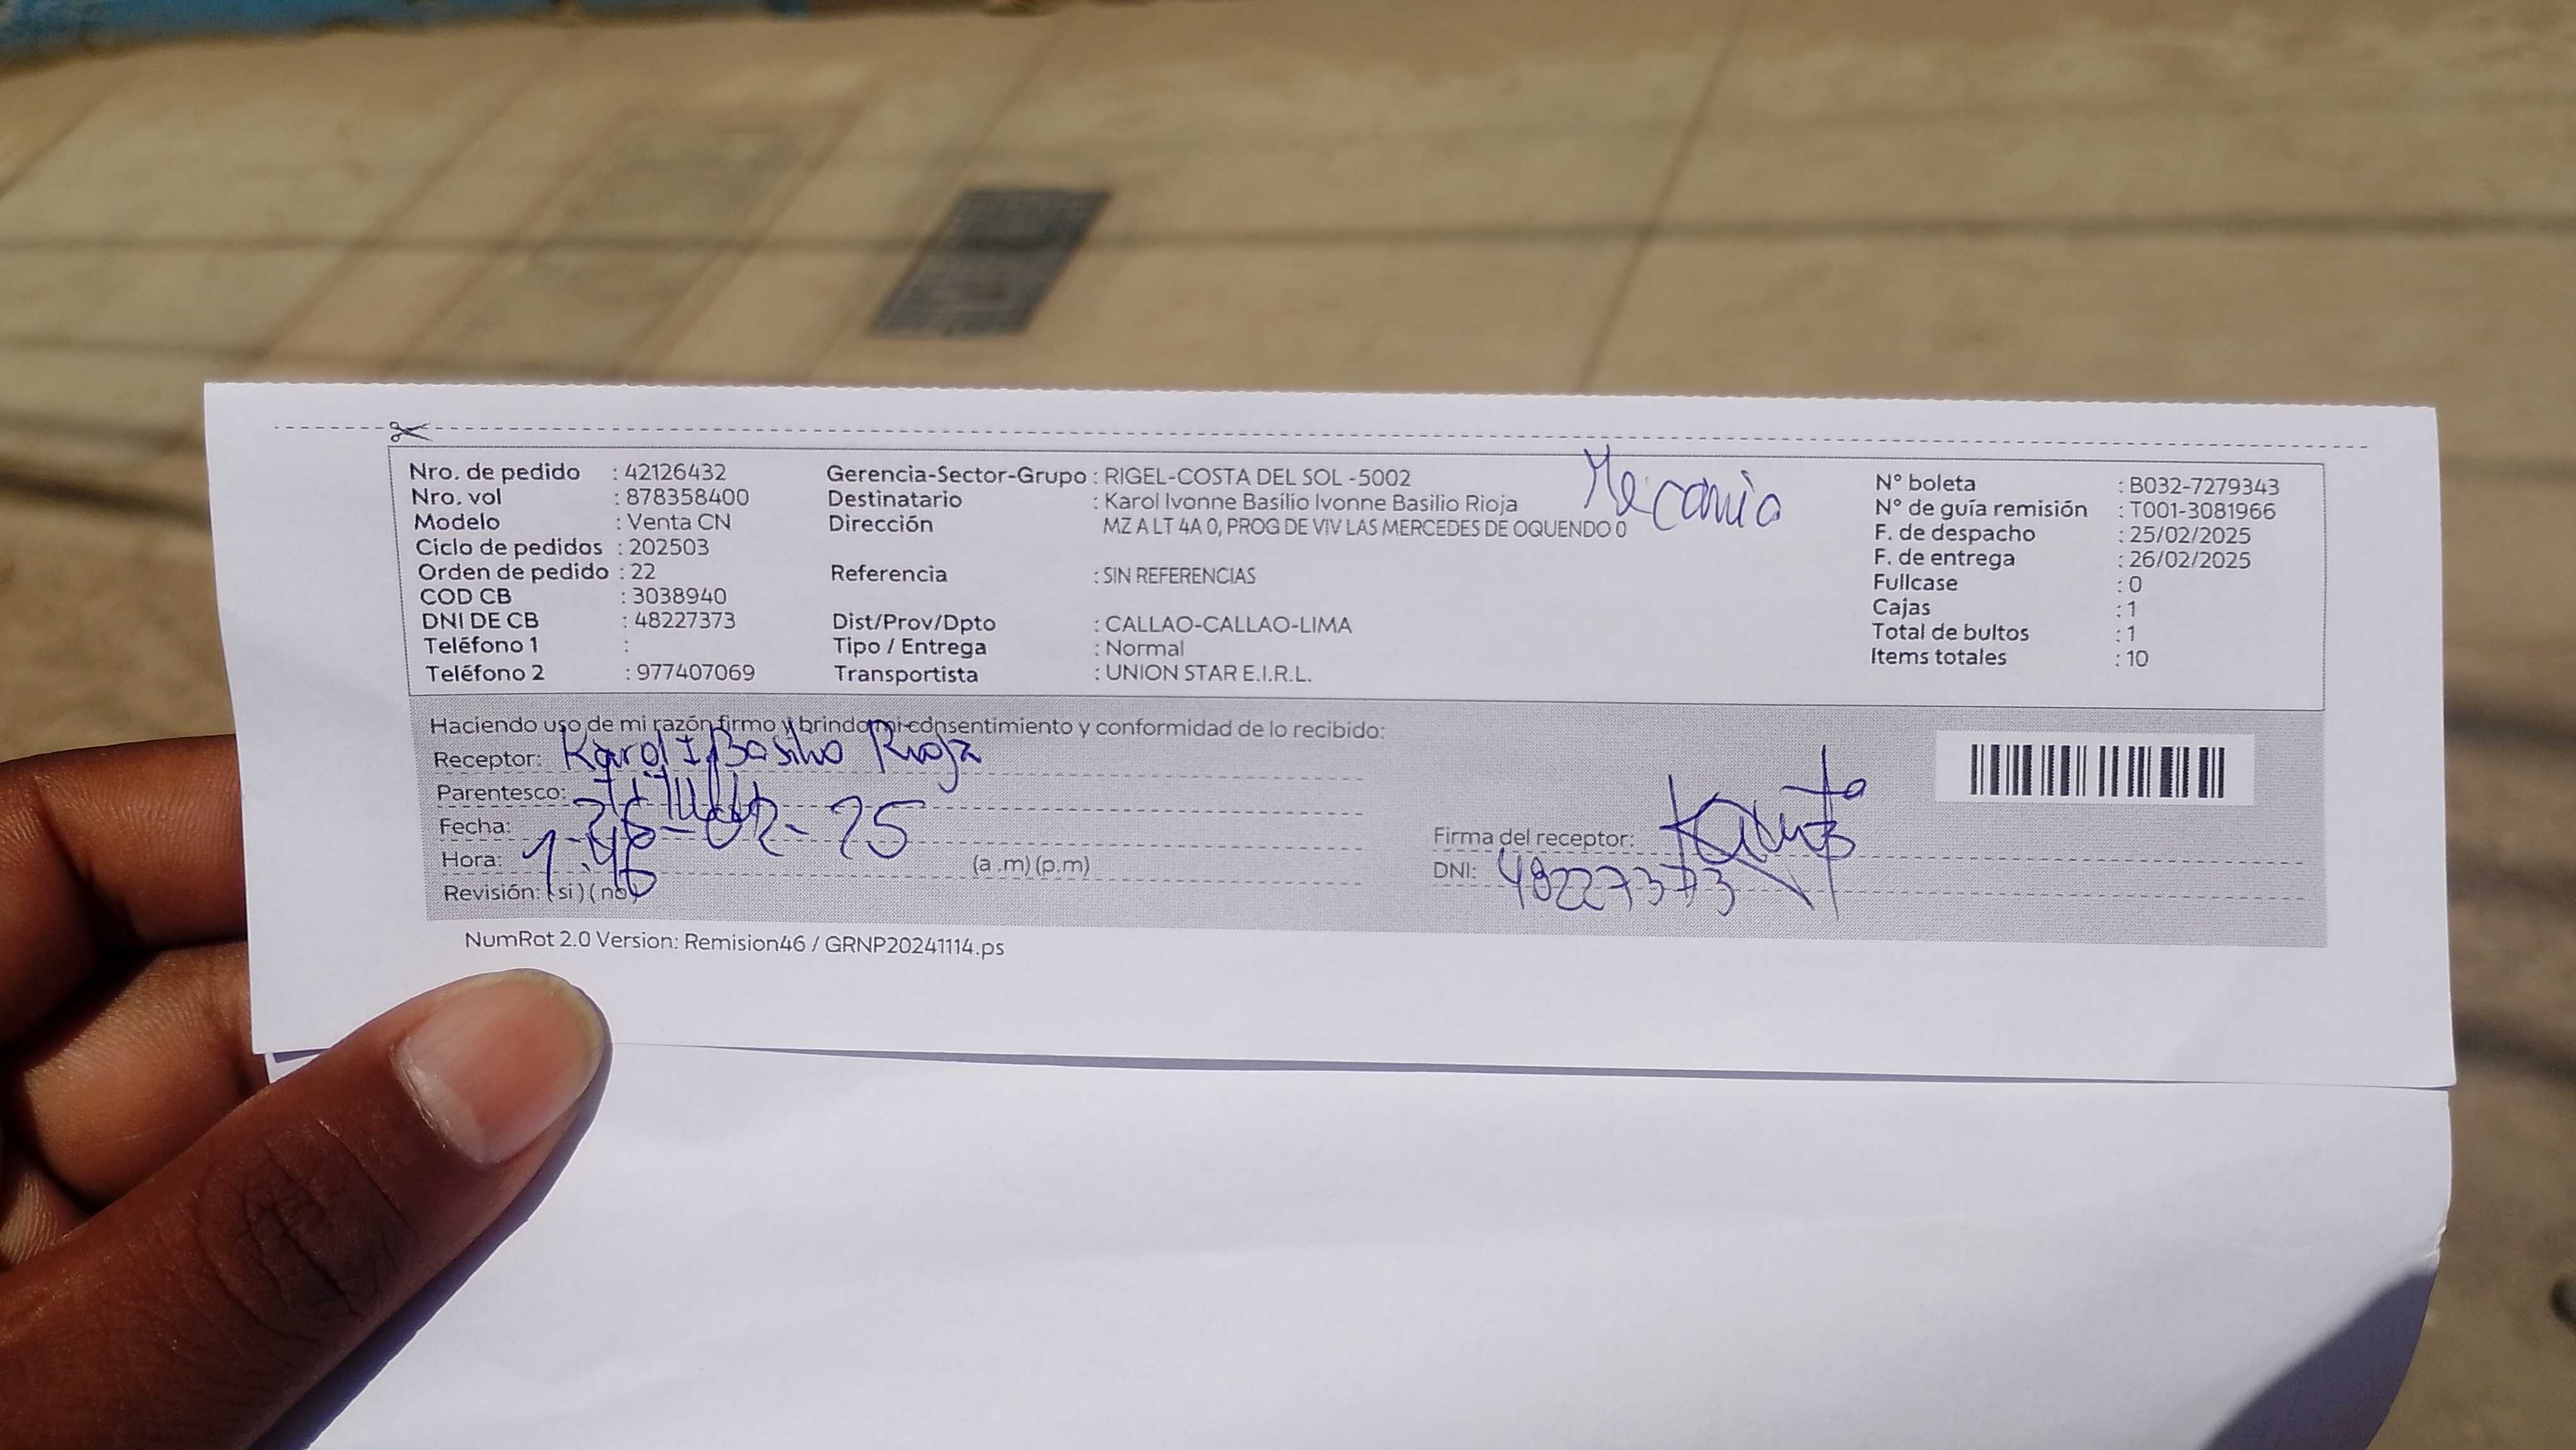 Nro. de pedido : 42126432
Nro. vol : 878358400
Modelo : Venta CN
Ciclo de pedidos : 202503
Orden de pedido : 22
COD CB : 3038940
DNI DE CB : 48227373
Teléfono 1 :
Teléfono 2 : 977407069
Gerencia-Sector-Grupo : RIGEL-COSTA DEL SOL -5002
Destinatario : Karol Ivonne Basilio Ivonne Basilio Rioja
Dirección MZ A LT 4A 0, PROG DE VIV LAS MERCEDES DE OQUENDO 0
Referencia : SIN REFERENCIAS
Dist/Prov/Dpto : CALLAO-CALLAO-LIMA
Tipo / Entrega : Normal
Transportista : UNION STAR E.I.R.L.
N° boleta : B032-7279343
N° de guía remisión : T001-3081966
F. de despacho : 25/02/2025
F. de entrega : 26/02/2025
Fullcase : 0
Cajas : 1
Total de bultos : 1
Items totales : 10
Haciendo uso de mi razón firmo y brindo mi consentimiento y conformidad de lo recibido:
Receptor: Karol I. Basilio Rioja
Parentesco:
Fecha: 26-02-25
Hora: 1:46 (a.m) (p.m)
Revisión: (si) (no)
Firma del receptor:
DNI: 48227373
NumRot 2.0 Version: Remision46 / GRNP20241114.ps